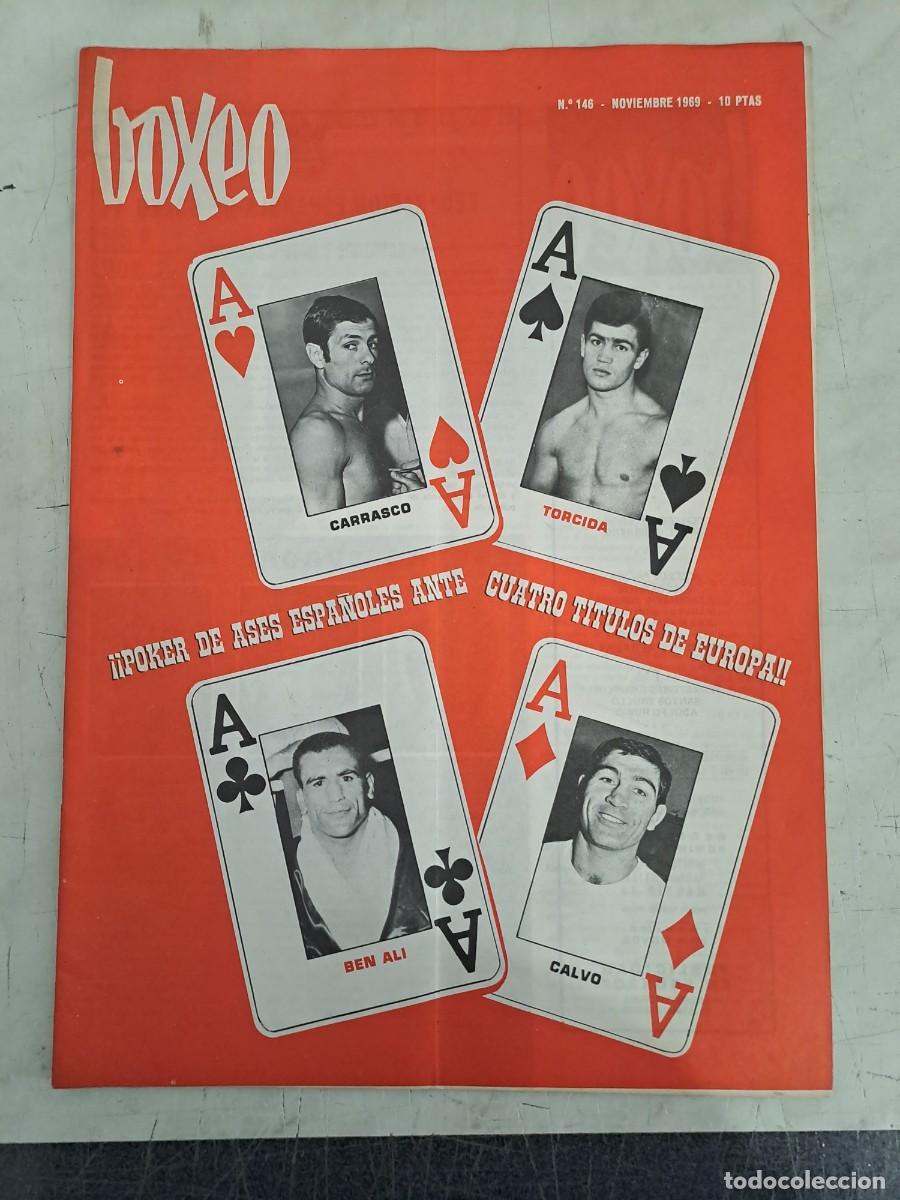 boxeo
N.º 146 - NOVIEMBRE 1969 - 10 PTAS
A
A
CARRASCO
A
A
TORCIDA
¡¡POKER DE ASES ESPAÑOLES ANTE CUATRO TITULOS DE EUROPA!!
A
A
BEN ALI
A
A
CALVO
todocoleccion